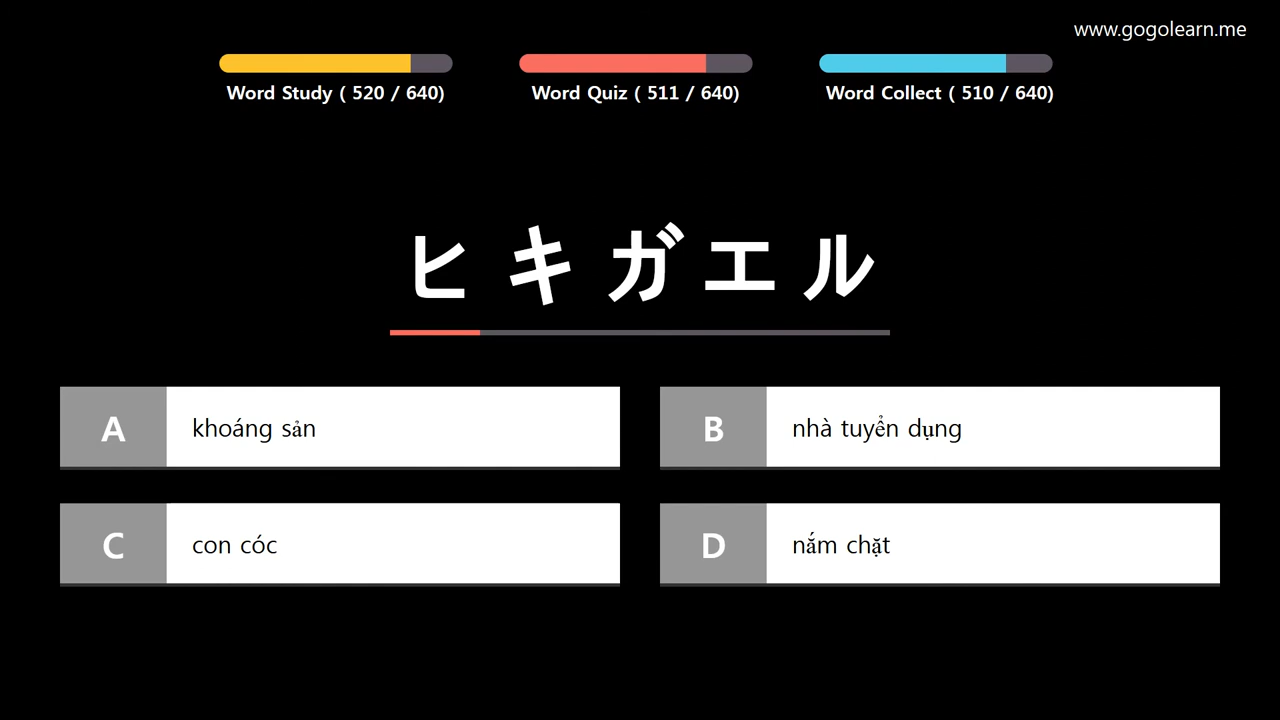 www.gogolearn.me
Word Study ( 520 / 640)
Word Quiz ( 511 / 640)
Word Collect ( 510 / 640)
ヒキガエル
A khoáng sản
B nhà tuyển dụng
C con cóc
D nắm chặt